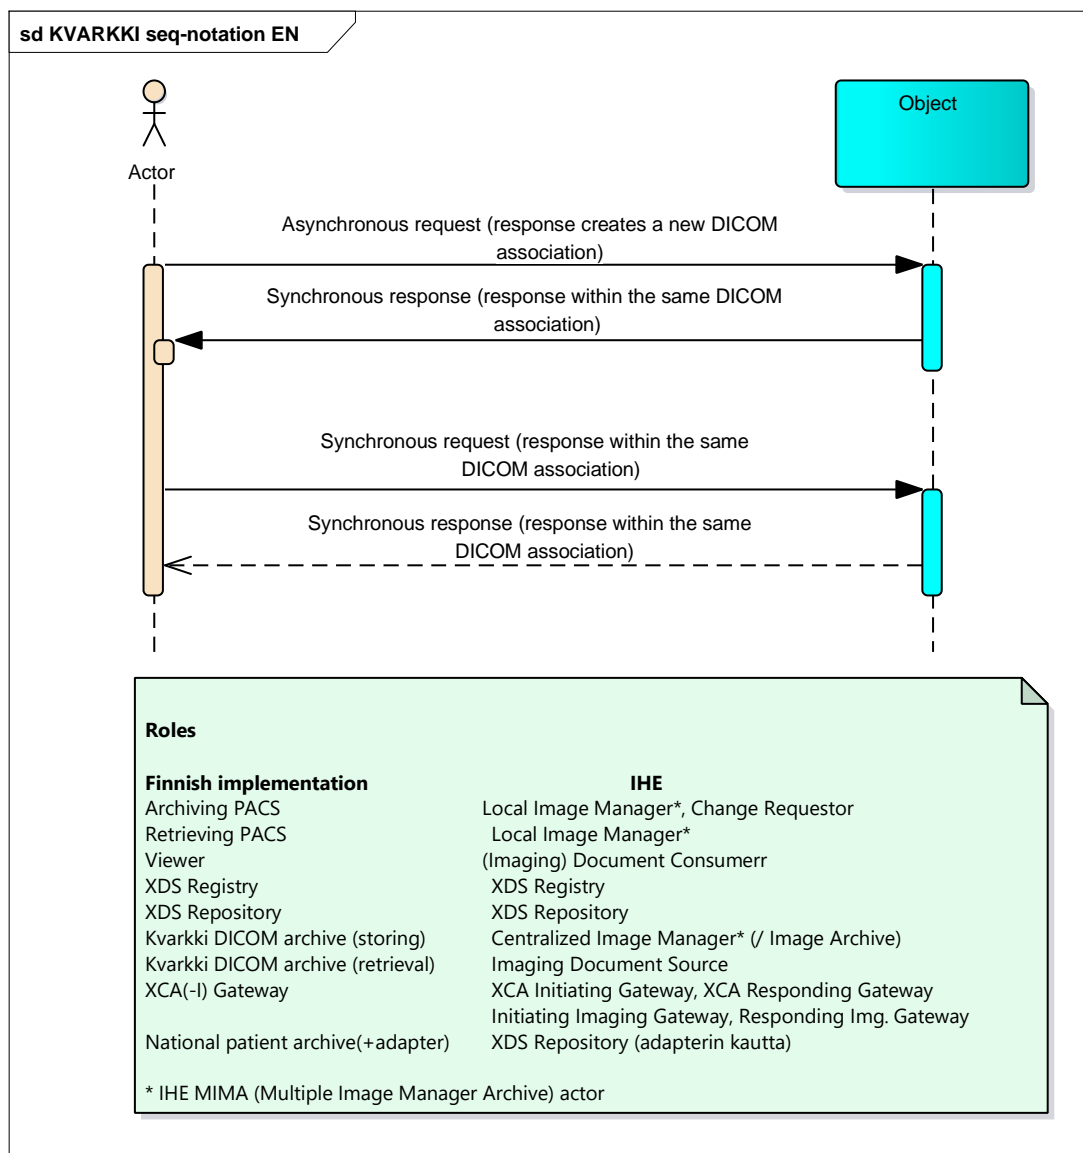 sd KVARKKI seq-notation EN
Actor
Object
Asynchronous request (response creates a new DICOM
association)
Synchronous response (response within the same DICOM
association)
Synchronous request (response within the same
DICOM association)
Synchronous response (response within the same
DICOM association)
Roles
Finnish implementation IHE
Archiving PACS Local Image Manager*, Change Requestor
Retrieving PACS Local Image Manager*
Viewer (Imaging) Document Consumerr
XDS Registry XDS Registry
XDS Repository XDS Repository
Kvarkki DICOM archive (storing) Centralized Image Manager* (/ Image Archive)
Kvarkki DICOM archive (retrieval) Imaging Document Source
XCA(-I) Gateway XCA Initiating Gateway, XCA Responding Gateway
Initiating Imaging Gateway, Responding Img. Gateway
National patient archive(+adapter) XDS Repository (adapterin kautta)
* IHE MIMA (Multiple Image Manager Archive) actor